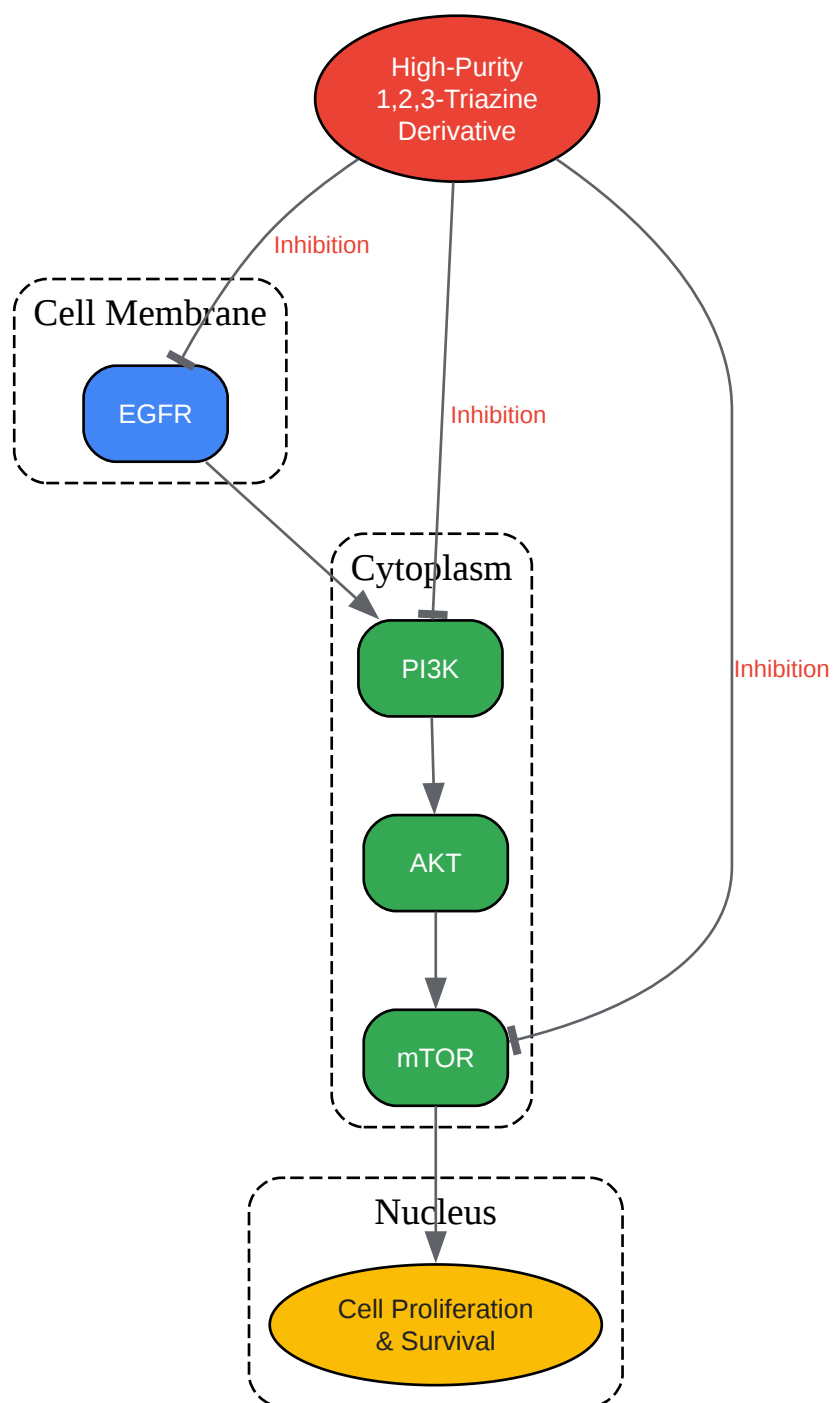 High-Purity
1,2,3-Triazine
Derivative
Inhibition
Cell Membrane
EGFR
Inhibition
Cytoplasm
PI3K
Inhibition
AKT
mTOR
Nucleus
Cell Proliferation
& Survival